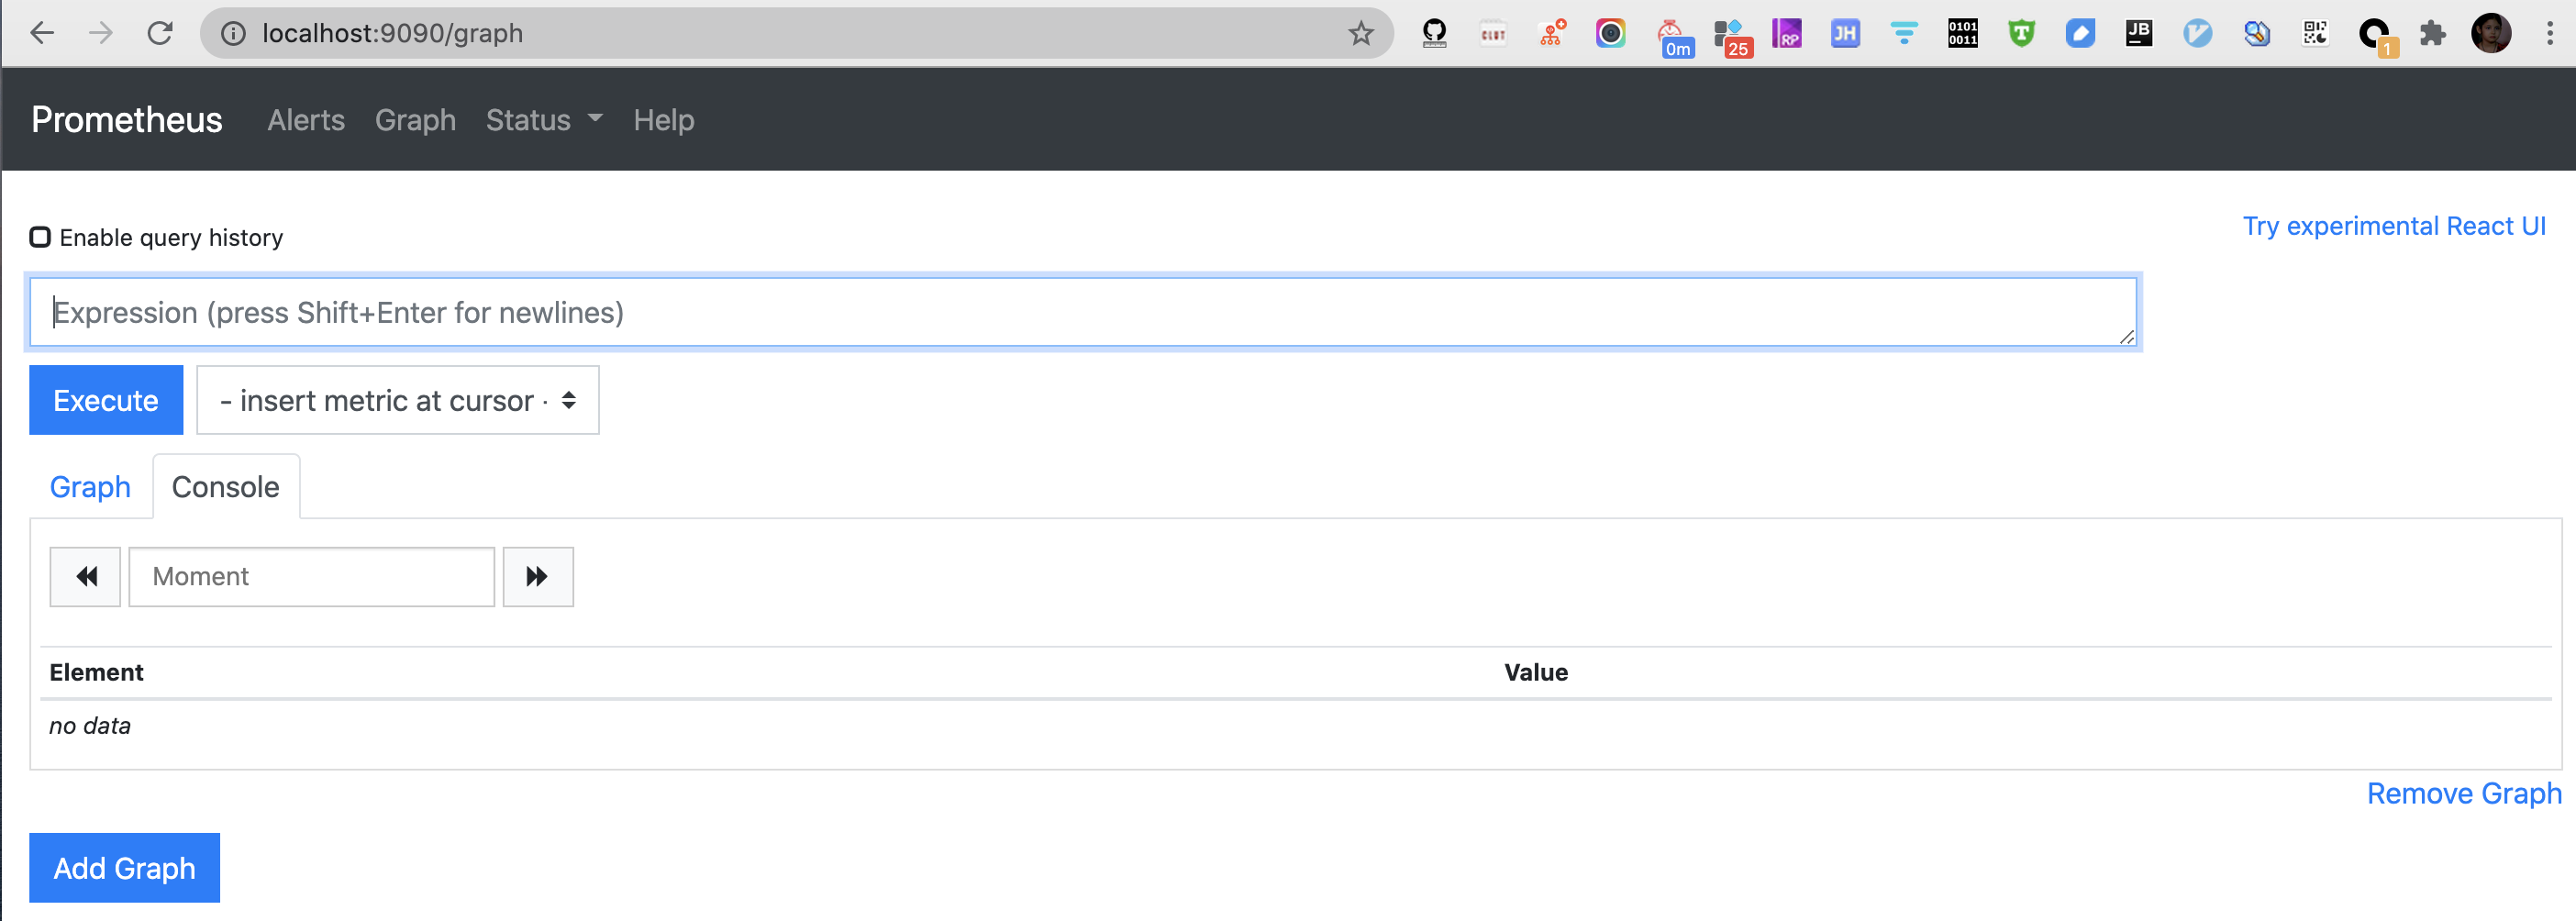 localhost:9090/graph
0m
25
RP
JH
0101
0011
T
JB
1
Prometheus Alerts Graph Status Help
Enable query history
Try experimental React UI
Expression (press Shift+Enter for newlines)
Execute
- insert metric at cursor -
Graph Console
Moment
Element Value
no data
Remove Graph
Add Graph